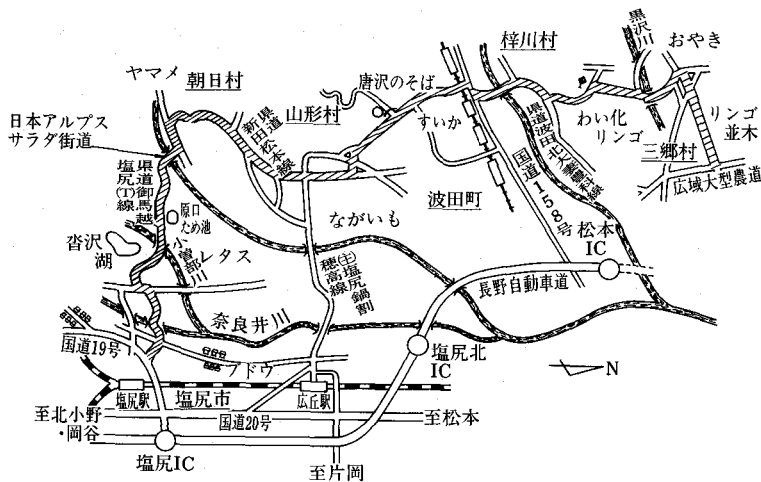 黒沢川
おやき
梓川村
ヤマメ
朝日村
唐沢のそば
山形村
日本アルプス
サラダ街道
県道
新田松本線
すいか
県道波田
北大妻豊科線
わい化
リンゴ
リンゴ
並木
三郷村
広域大型農道
県道御馬越
塩尻(T)線
原口
ため池
沓沢
湖
小曽部川
レタス
ながいも
波田町
国道158号
松本
IC
長野自動車道
㊟塩尻鍋割
穂高線
奈良井川
塩尻北
IC
国道19号
ブドウ
N
塩尻駅
塩尻市
広丘駅
至北小野
・岡谷
国道20号
至松本
塩尻IC
至片岡